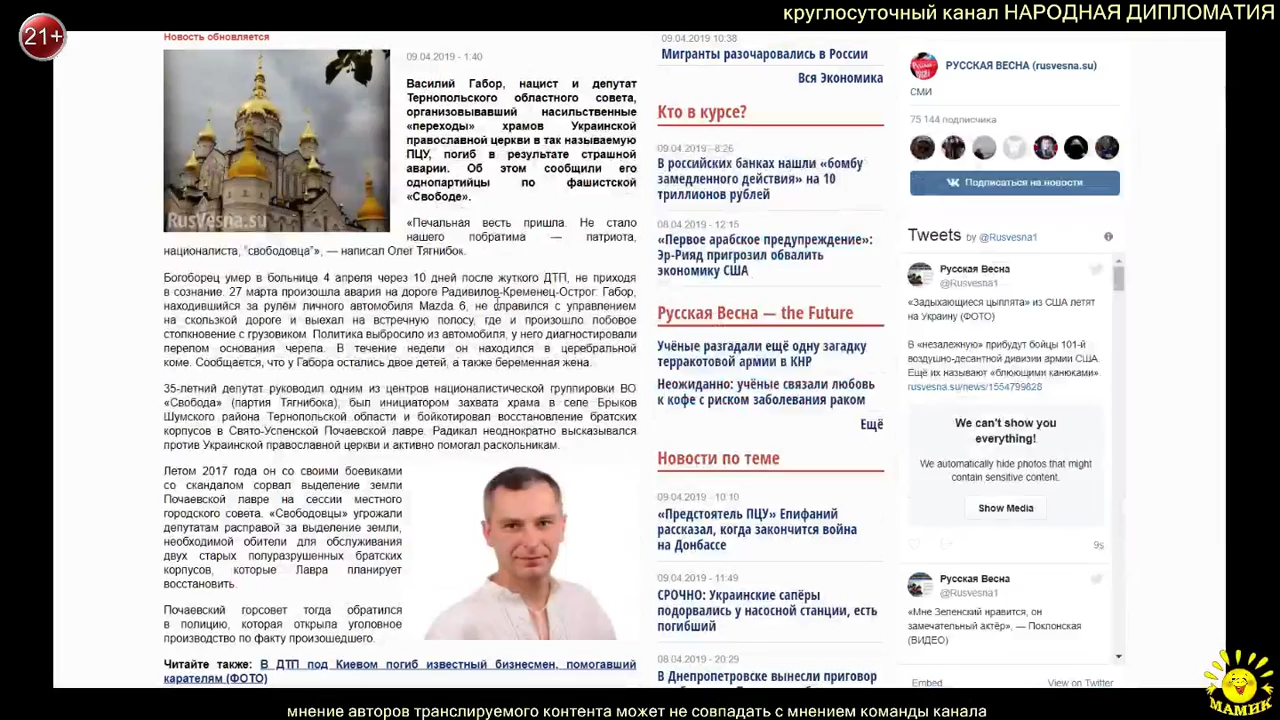 круглосуточный канал НАРОДНАЯ ДИПЛОМАТИЯ
21+
Новость обновляется
RusVesna.su
09.04.2019 - 1:40
Василий Габор, нацист и депутат
Тернопольского областного совета,
организовывавший насильственные
«переходы» храмов Украинской
православной церкви в так называемую
ПЦУ, погиб в результате страшной
аварии. Об этом сообщили его
однопартийцы по фашистской
«Свободе».
«Печальная весть пришла. Не стало
нашего побратима — патриота,
националиста, "свободовца"», — написал Олег Тягнибок.
Богоборец умер в больнице 4 апреля через 10 дней после жуткого ДТП, не приходя
в сознание. 27 марта произошла авария на дороге Радивилов-Кременец-Острог. Габор,
находившийся за рулём личного автомобиля Mazda 6, не справился с управлением
на скользкой дороге и выехал на встречную полосу, где и произошло лобовое
столкновение с грузовиком. Политика выбросило из автомобиля, у него диагностировали
перелом основания черепа. В течение недели он находился в церебральной
коме. Сообщается, что у Габора остались двое детей, а также беременная жена.
35-летний депутат руководил одним из центров националистической группировки ВО
«Свобода» (партия Тягнибока), был инициатором захвата храма в селе Брыков
Шумского района Тернопольской области и бойкотировал восстановление братских
корпусов в Свято-Успенской Почаевской лавре. Радикал неоднократно высказывался
против Украинской православной церкви и активно помогал раскольникам.
Летом 2017 года он со своими боевиками
со скандалом сорвал выделение земли
Почаевской лавре на сессии местного
городского совета. «Свободовцы» угрожали
депутатам расправой за выделение земли,
необходимой обители для обслуживания
двух старых полуразрушенных братских
корпусов, которые Лавра планирует
восстановить.
Почаевский горсовет тогда обратился
в полицию, которая открыла уголовное
производство по факту произошедшего.
Читайте также: В ДТП под Киевом погиб известный бизнесмен, помогавший
карателям (ФОТО)
09.04.2019 10:38
Мигранты разочаровались в России
Вся Экономика
Кто в курсе?
09.04.2019 - 8:26
В российских банках нашли «бомбу
замедленного действия» на 10
триллионов рублей
08.04.2019 - 12:15
«Первое арабское предупреждение»:
Эр-Рияд пригрозил обвалить
экономику США
Русская Весна — the Future
Учёные разгадали ещё одну загадку
терракотовой армии в КНР
Неожиданно: учёные связали любовь
к кофе с риском заболевания раком
Ещё
Новости по теме
09.04.2019 - 10:10
«Предстоятель ПЦУ» Епифаний
рассказал, когда закончится война
на Донбассе
09.04.2019 - 11:49
СРОЧНО: Украинские сапёры
подорвались у насосной станции, есть
погибший
08.04.2019 - 20:29
В Днепропетровске вынесли приговор
РУССКАЯ ВЕСНА (rusvesna.su)
СМИ
75 144 подписчика
Подписаться на новости
Tweets by @Rusvesna1
Русская Весна
@Rusvesna1
«Задыхающиеся цыплята» из США летят
на Украину (ФОТО)
В «незалежную» прибудут бойцы 101-й
воздушно-десантной дивизии армии США.
Ещё их называют «блюющими канюками»
rusvesna.su/news/1554799828
We can't show you
everything!
We automatically hide photos that might
contain sensitive content.
Show Media
9s
Русская Весна
@Rusvesna1
«Мне Зеленский нравится, он
замечательный актёр», — Поклонская
(ВИДЕО)
Embed
View on Twitter
МАМИК
мнение авторов транслируемого контента может не совпадать с мнением команды канала